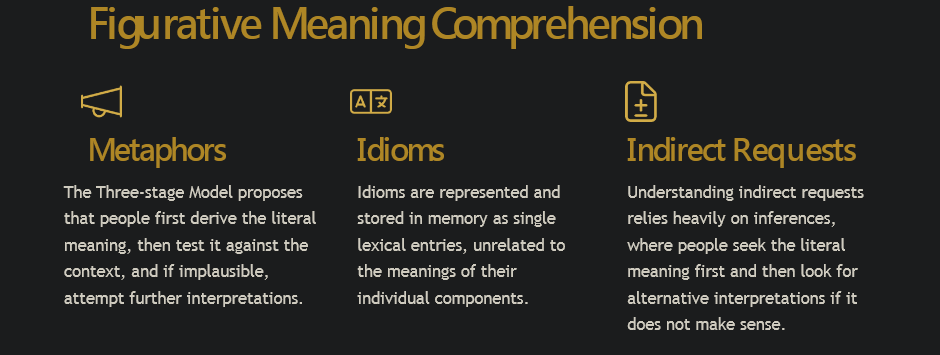 Figurative Meaning Comprehension
Metaphors
The Three-stage Model proposes
that people first derive the literal
meaning, then test it against the
context, and if implausible,
attempt further interpretations.
Idioms
Idioms are represented and
stored in memory as single
lexical entries, unrelated to
the meanings of their
individual components.
Indirect Requests
Understanding indirect requests
relies heavily on inferences,
where people seek the literal
meaning first and then look for
alternative interpretations if it
does not make sense.